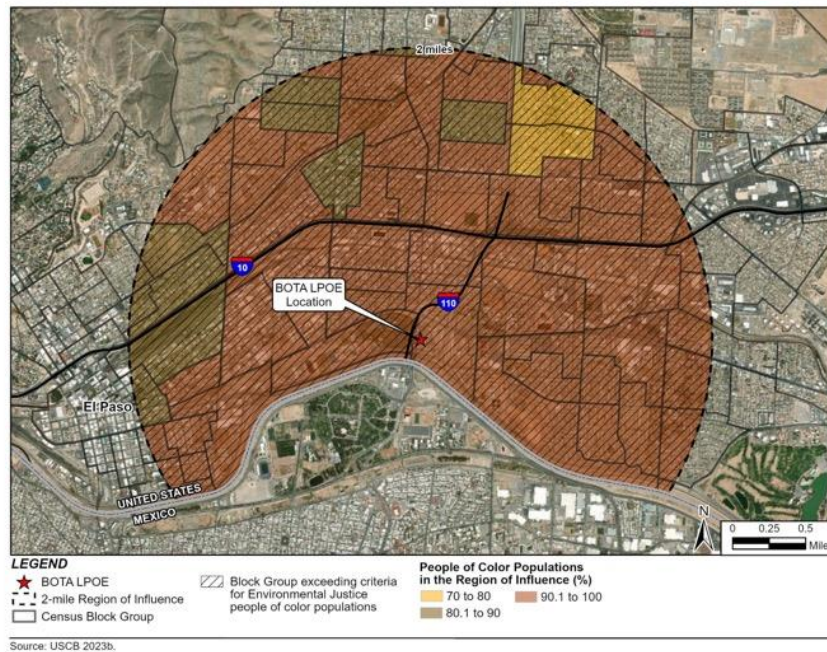 2 miles
10
BOTA LPOE
Location
110
El Paso
UNITED STATES
MEXICO
N
0 0.25 0.5
Mile
LEGEND
BOTA LPOE
2-mile Region of Influence
Census Block Group
Block Group exceeding criteria
for Environmental Justice
people of color populations
People of Color Populations
in the Region of Influence (%)
70 to 80
80.1 to 90
90.1 to 100
Source: USCB 2023b.